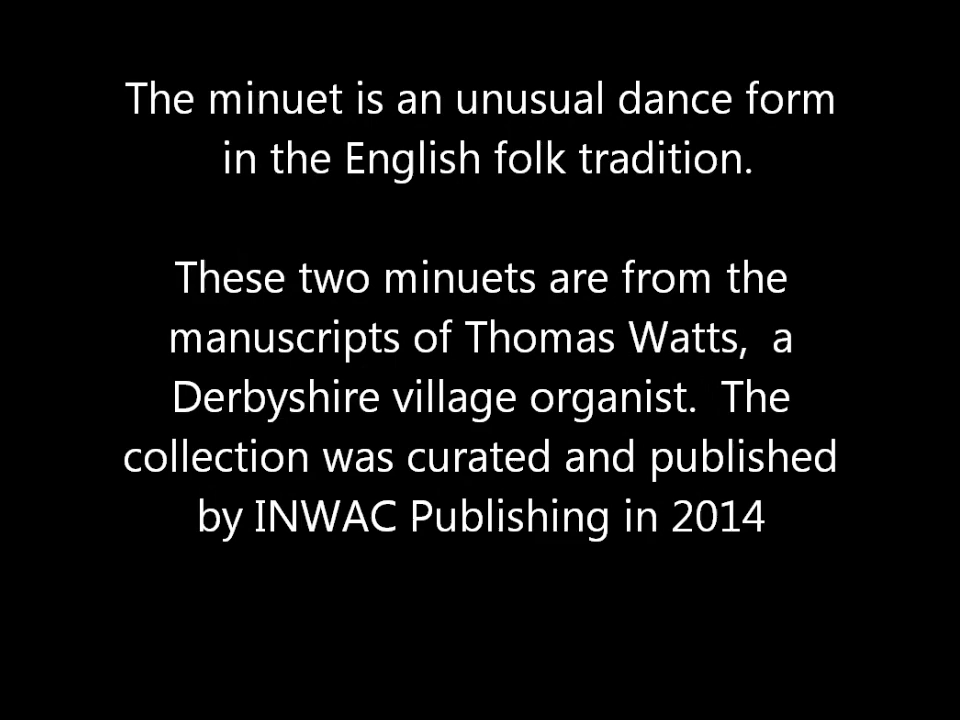 The minuet is an unusual dance form
in the English folk tradition.
These two minuets are from the
manuscripts of Thomas Watts,  a
Derbyshire village organist.  The
collection was curated and published
by INWAC Publishing in 2014